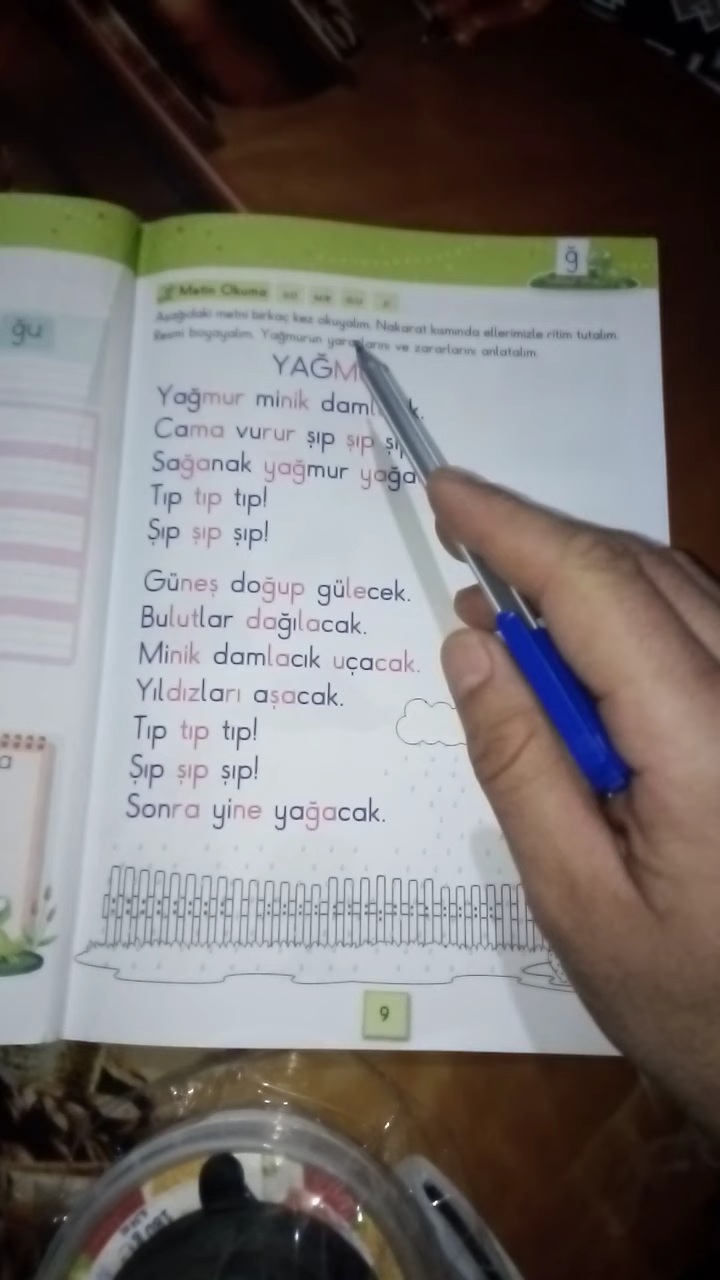 ğ
ğu
Metin Okuma
Aşağıdaki metni birkaç kez okuyalım. Nakarat kısmında ellerimizle ritim tutalım.
Resmi boyayalım. Yağmurun yararlarını ve zararlarını anlatalım.
YAĞM
Yağmur minik daml k.
Cama vurur şıp şıp şı
Sağanak yağmur yağa
Tıp tıp tıp!
Şıp şıp şıp!
Güneş doğup gülecek.
Bulutlar dağılacak.
Minik damlacık uçacak.
Yıldızları aşacak.
Tıp tıp tıp!
Şıp şıp şıp!
Sonra yine yağacak.
a
9